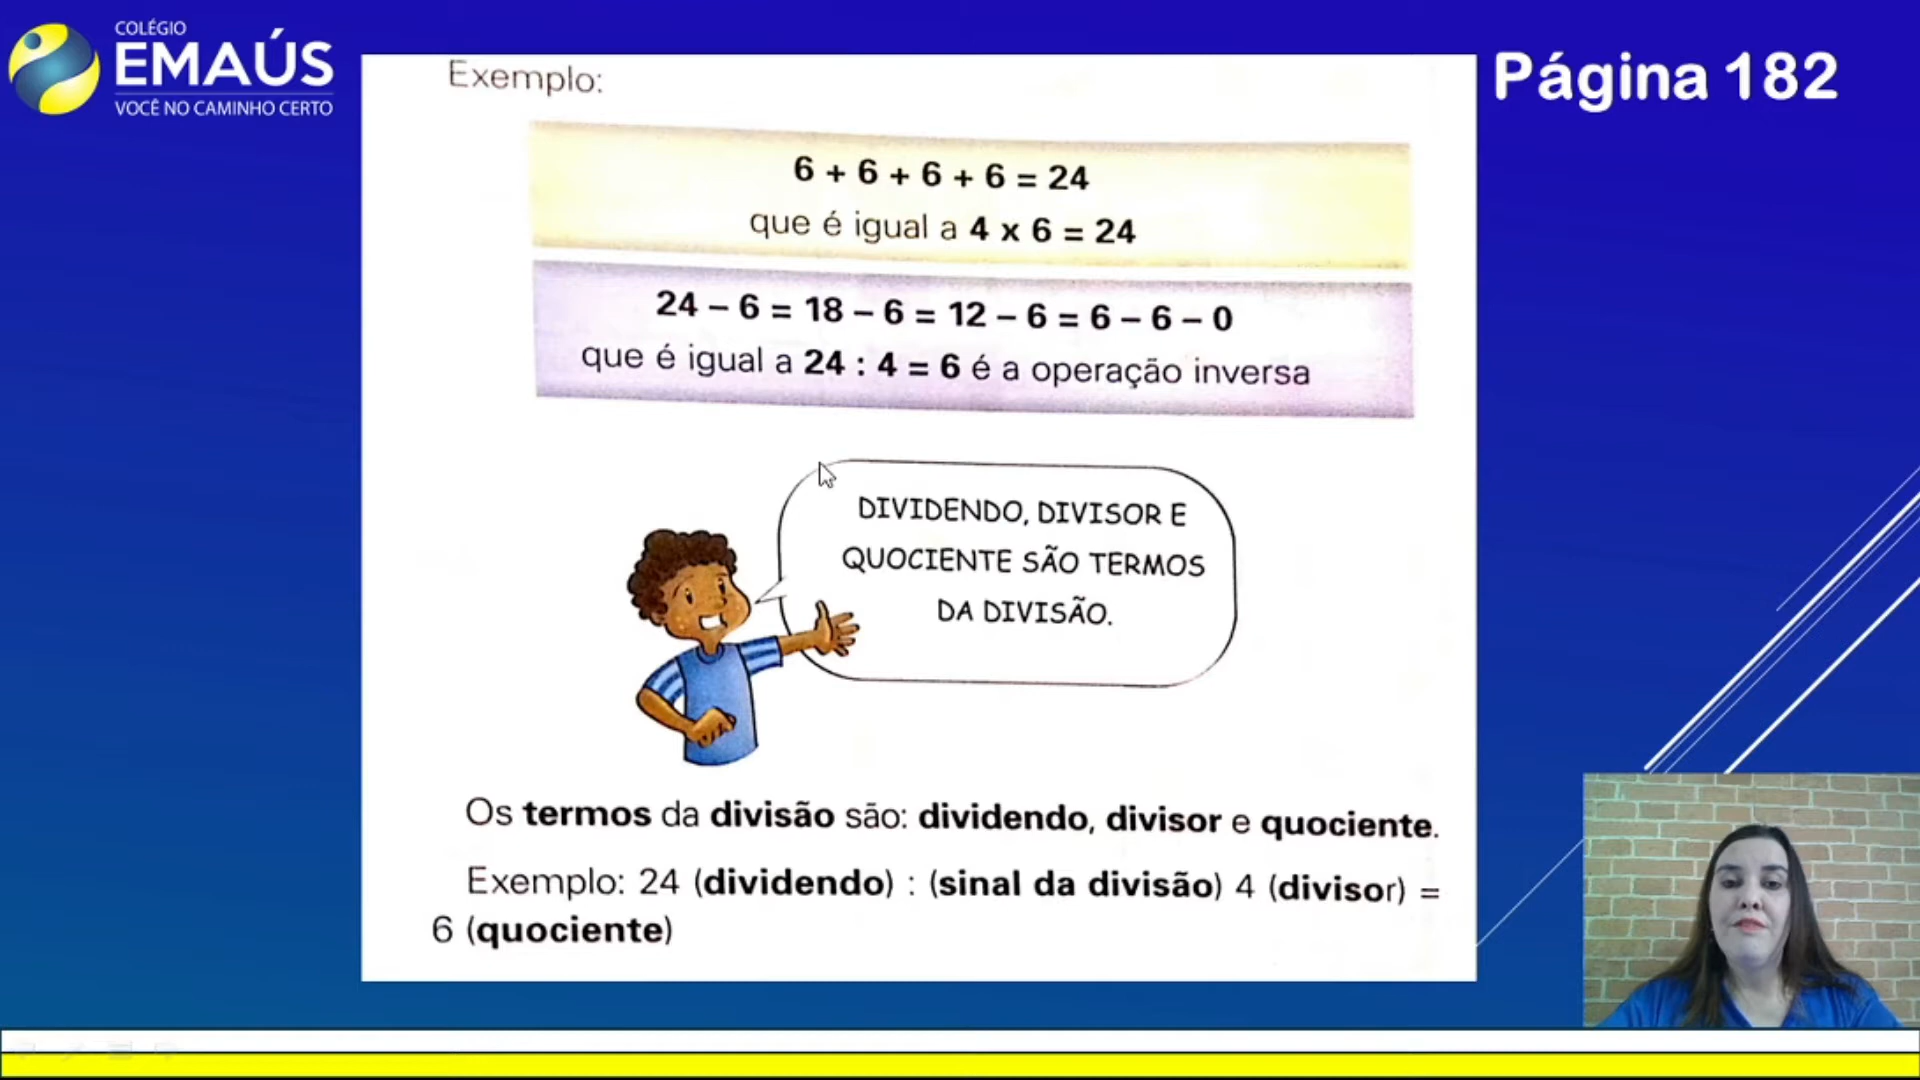 COLÉGIO
EMAÚS
VOCÊ NO CAMINHO CERTO
Página 182
Exemplo:
6 + 6 + 6 + 6 = 24
que é igual a 4 x 6 = 24
24 – 6 = 18 – 6 = 12 – 6 = 6 – 6 – 0
que é igual a 24 : 4 = 6 é a operação inversa
DIVIDENDO, DIVISOR E
QUOCIENTE SÃO TERMOS
DA DIVISÃO.
Os termos da divisão são: dividendo, divisor e quociente.
Exemplo: 24 (dividendo) : (sinal da divisão) 4 (divisor) =
6 (quociente)